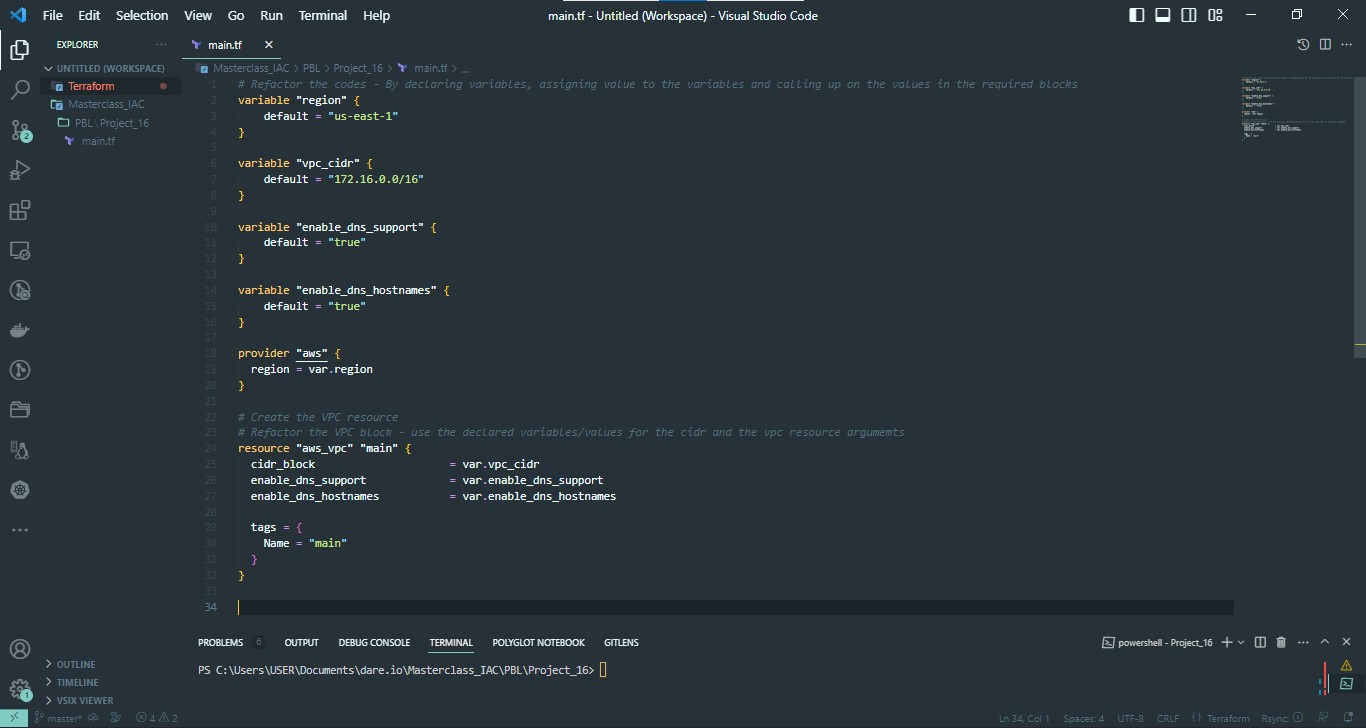 File Edit Selection View Go Run Terminal Help
main.tf - Untitled (Workspace) - Visual Studio Code
EXPLORER
UNTITLED (WORKSPACE)
Terraform
Masterclass_IAC
PBL \ Project_16
main.tf
OUTLINE
TIMELINE
VSIX VIEWER
2
1
main.tf
Masterclass_IAC > PBL > Project_16 > main.tf > ...
1 # Refactor the codes - By declaring variables, assigning value to the variables and calling up on the values in the required blocks
2 variable "region" {
3 default = "us-east-1"
4 }
5
6 variable "vpc_cidr" {
7 default = "172.16.0.0/16"
8 }
9
10 variable "enable_dns_support" {
11 default = "true"
12 }
13
14 variable "enable_dns_hostnames" {
15 default = "true"
16 }
17
18 provider "aws" {
19 region = var.region
20 }
21
22 # Create the VPC resource
23 # Refactor the VPC block - use the declared variables/values for the cidr and the vpc resource argumemts
24 resource "aws_vpc" "main" {
25 cidr_block = var.vpc_cidr
26 enable_dns_support = var.enable_dns_support
27 enable_dns_hostnames = var.enable_dns_hostnames
28
29 tags = {
30 Name = "main"
31 }
32 }
33
34
PROBLEMS 6 OUTPUT DEBUG CONSOLE TERMINAL POLYGLOT NOTEBOOK GITLENS
powershell - Project_16
PS C:\Users\USER\Documents\dare.io\Masterclass_IAC\PBL\Project_16>
master* 4 2
Ln 34, Col 1 Spaces: 4 UTF-8 CRLF {} Terraform Rsync: